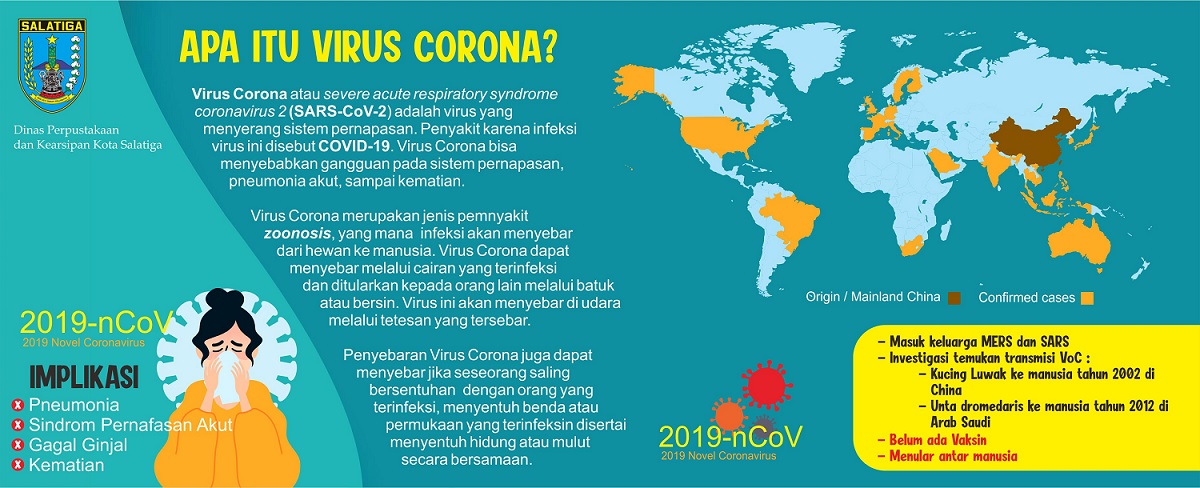 SALATIGA
Dinas Perpustakaan
dan Kearsipan Kota Salatiga
APA ITU VIRUS CORONA?
Virus Corona atau severe acute respiratory syndrome
coronavirus 2 (SARS-CoV-2) adalah virus yang
menyerang sistem pernapasan. Penyakit karena infeksi
virus ini disebut COVID-19. Virus Corona bisa
menyebabkan gangguan pada sistem pernapasan,
pneumonia akut, sampai kematian.
Virus Corona merupakan jenis pemnyakit
zoonosis, yang mana infeksi akan menyebar
dari hewan ke manusia. Virus Corona dapat
menyebar melalui cairan yang terinfeksi
dan ditularkan kepada orang lain melalui batuk
atau bersin. Virus ini akan menyebar di udara
melalui tetesan yang tersebar.
Penyebaran Virus Corona juga dapat
menyebar jika seseorang saling
bersentuhan dengan orang yang
terinfeksi, menyentuh benda atau
permukaan yang terinfeksin disertai
menyentuh hidung atau mulut
secara bersamaan.
2019-nCoV
2019 Novel Coronavirus
IMPLIKASI
Pneumonia
Sindrom Pernafasan Akut
Gagal Ginjal
Kematian
Origin / Mainland China
Confirmed cases
2019-nCoV
2019 Novel Coronavirus
– Masuk keluarga MERS dan SARS
– Investigasi temukan transmisi VoC :
– Kucing Luwak ke manusia tahun 2002 di
China
– Unta dromedaris ke manusia tahun 2012 di
Arab Saudi
– Belum ada Vaksin
– Menular antar manusia